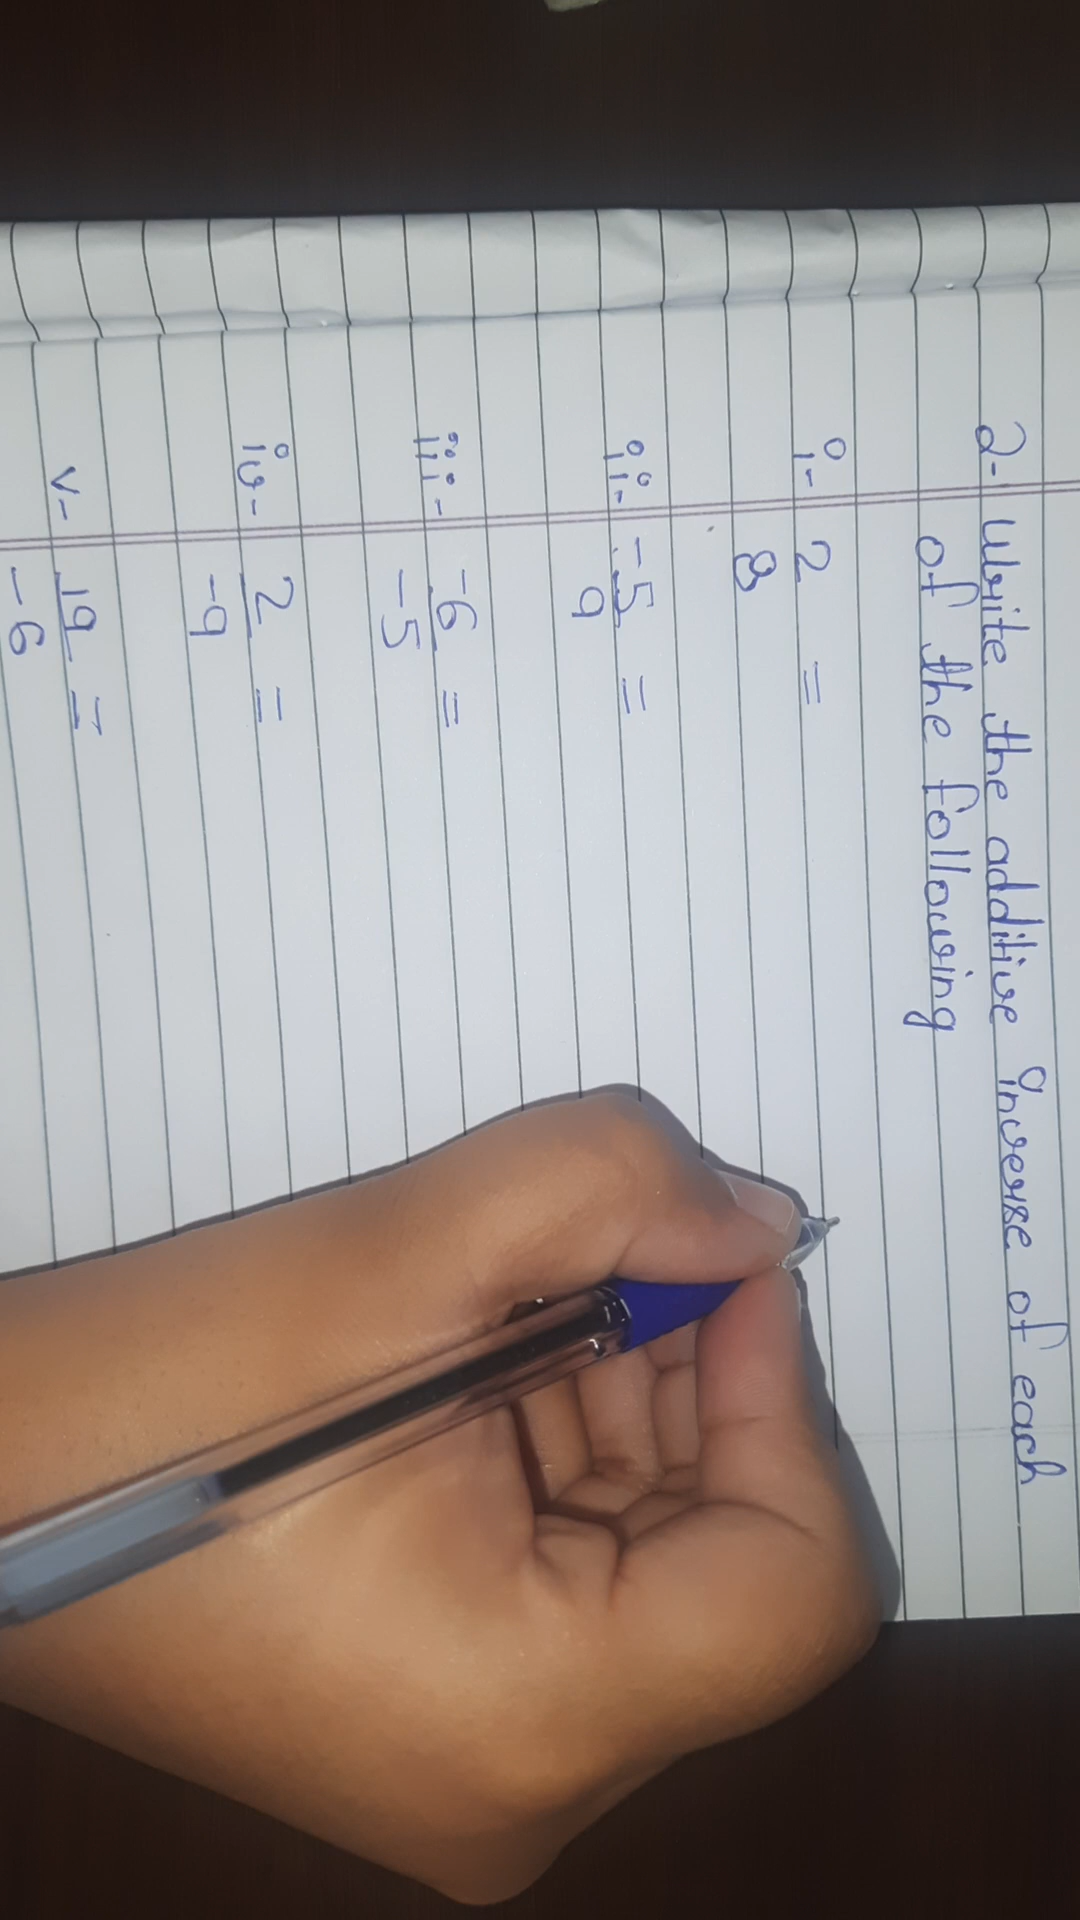 2- Write the additive inverse of each
of the following
i- 2/8 =
ii- -5/9 =
iii- -6/-5 =
iv- 2/-9 =
v- 19/-6 =